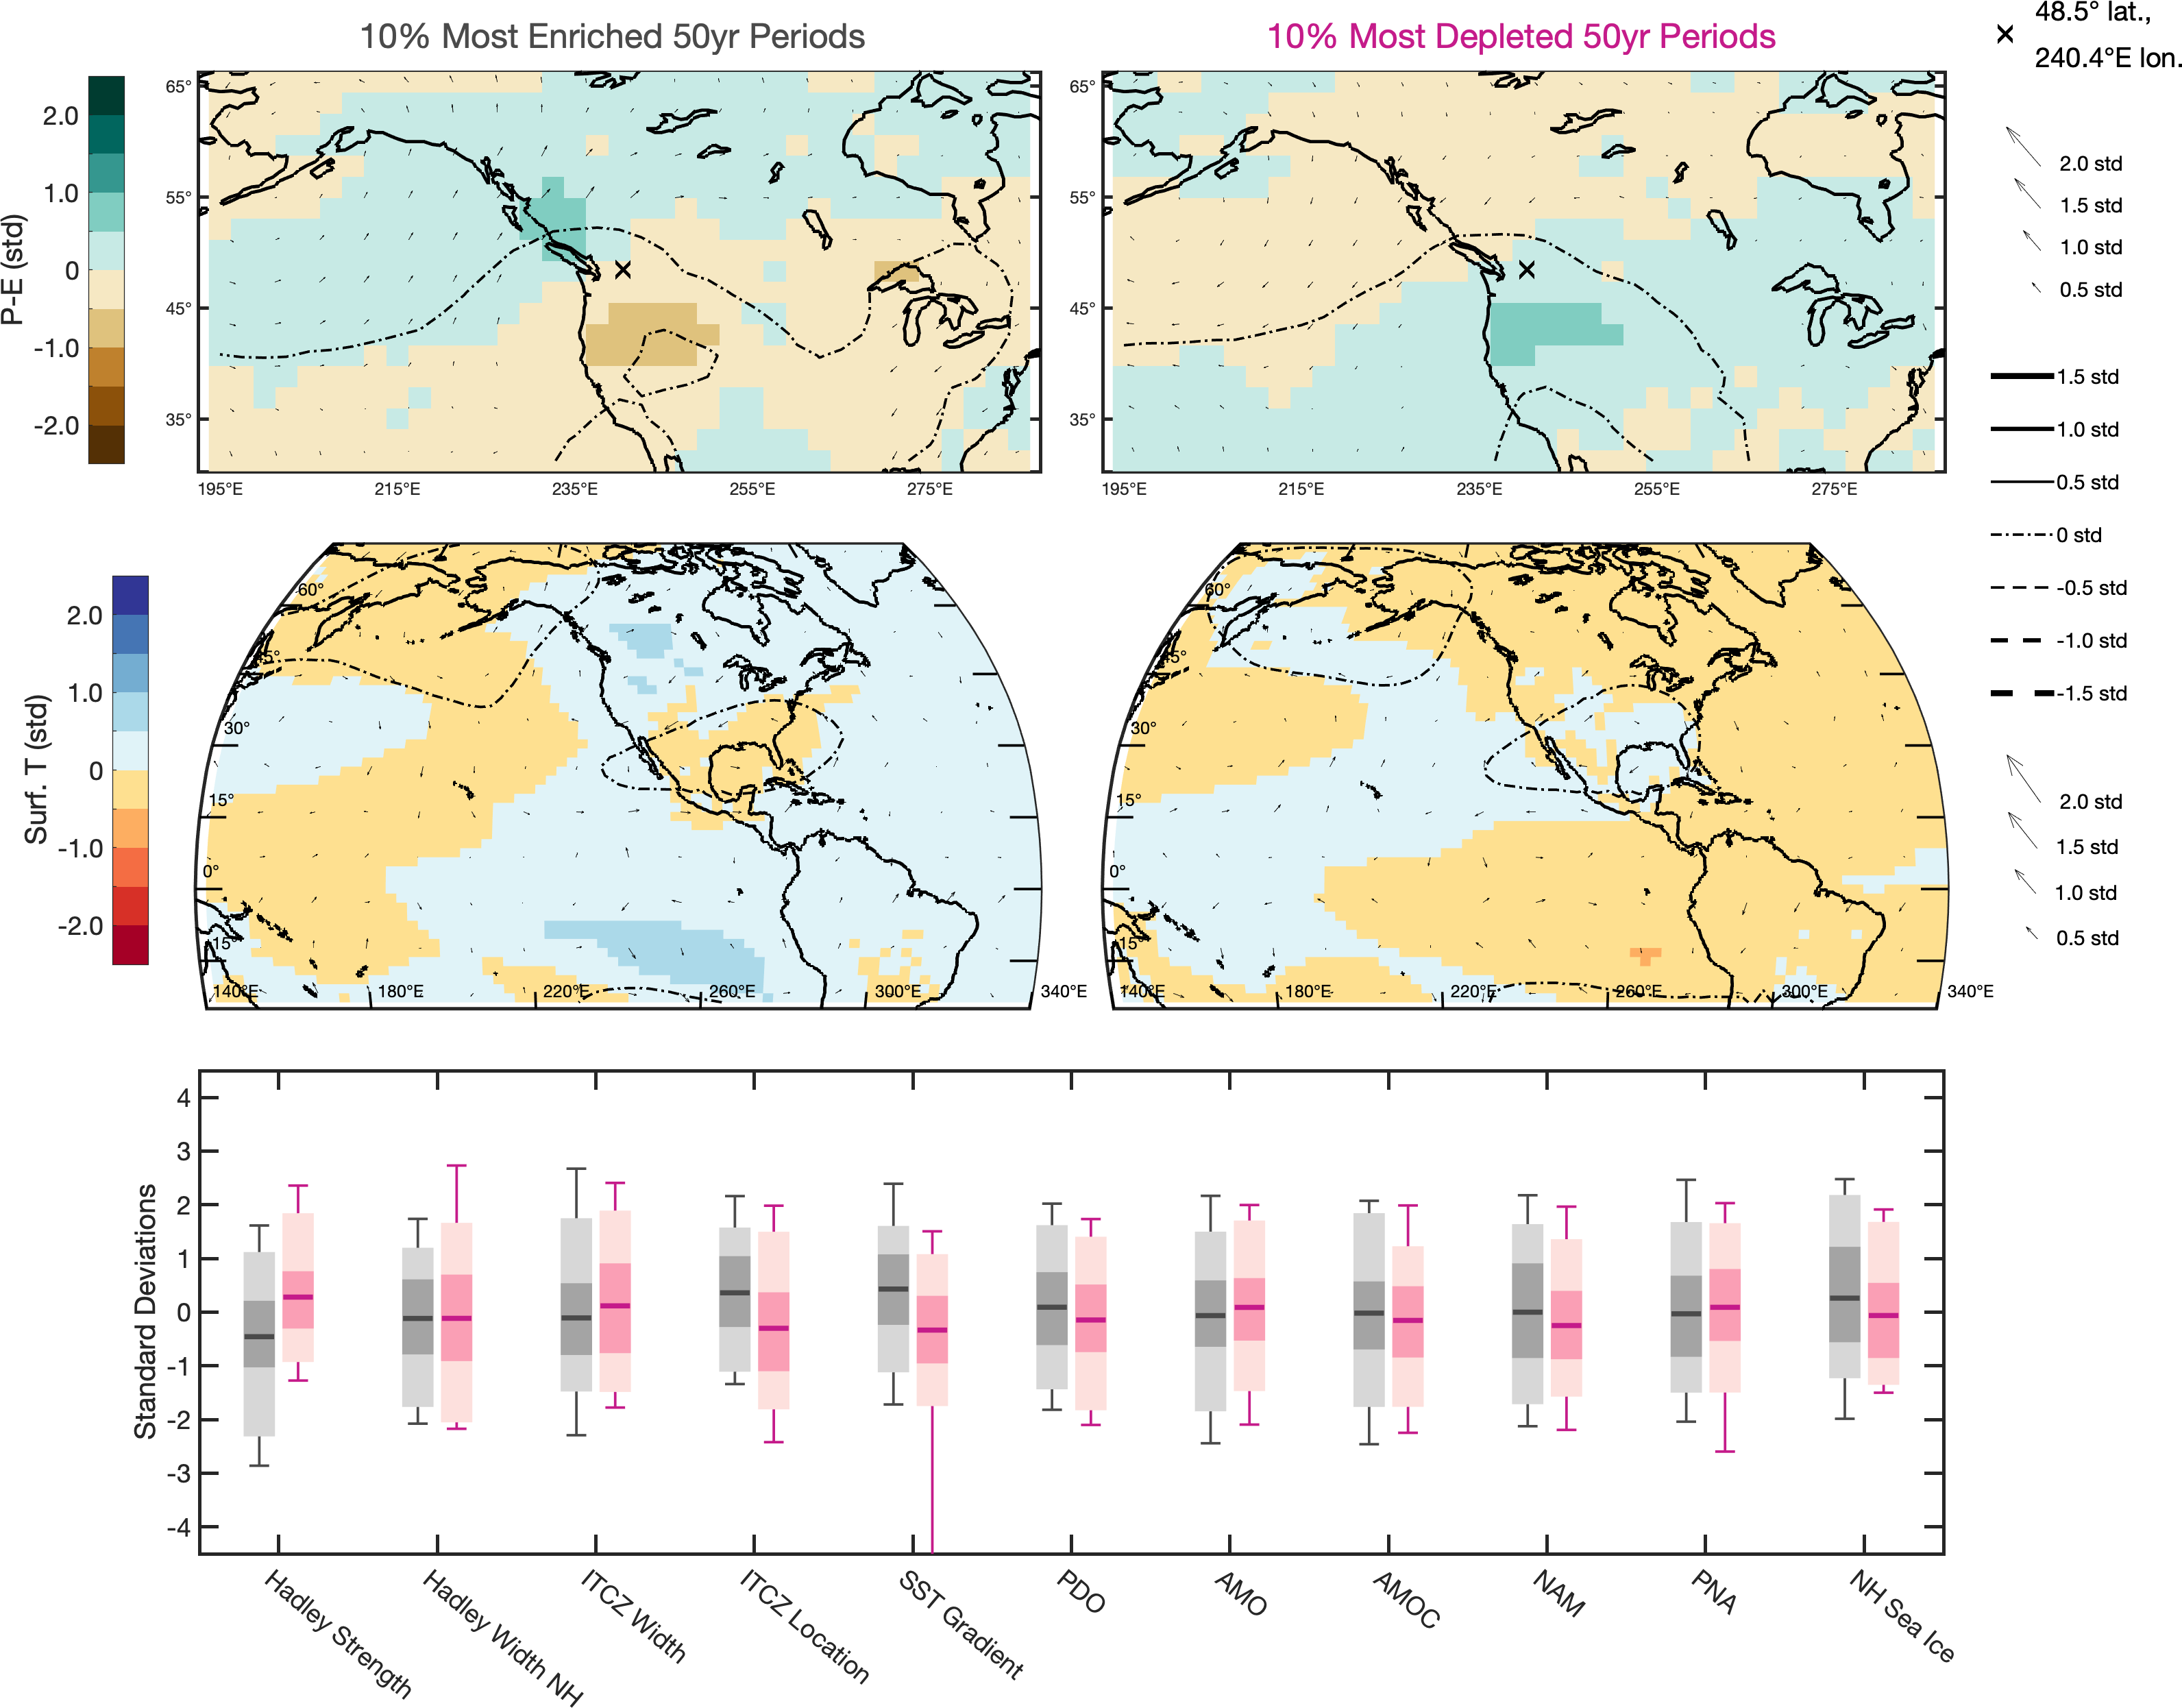 10% Most Enriched 50yr Periods
10% Most Depleted 50yr Periods
48.5° lat.,
240.4°E lon.
P-E (std)
2.0
1.0
0
-1.0
-2.0
65°
55°
45°
35°
195°E 215°E 235°E 255°E 275°E
65°
55°
45°
35°
195°E 215°E 235°E 255°E 275°E
2.0 std
1.5 std
1.0 std
0.5 std
1.5 std
1.0 std
0.5 std
0 std
-0.5 std
-1.0 std
-1.5 std
2.0 std
1.5 std
1.0 std
0.5 std
Surf. T (std)
2.0
1.0
0
-1.0
-2.0
60°
45°
30°
15°
0°
-15°
140°E 180°E 220°E 260°E 300°E 340°E
60°
45°
30°
15°
0°
-15°
140°E 180°E 220°E 260°E 300°E 340°E
Standard Deviations
4
3
2
1
0
-1
-2
-3
-4
Hadley Strength
Hadley Width NH
ITCZ Width
ITCZ Location
SST Gradient
PDO
AMO
AMOC
NAM
PNA
NH Sea Ice